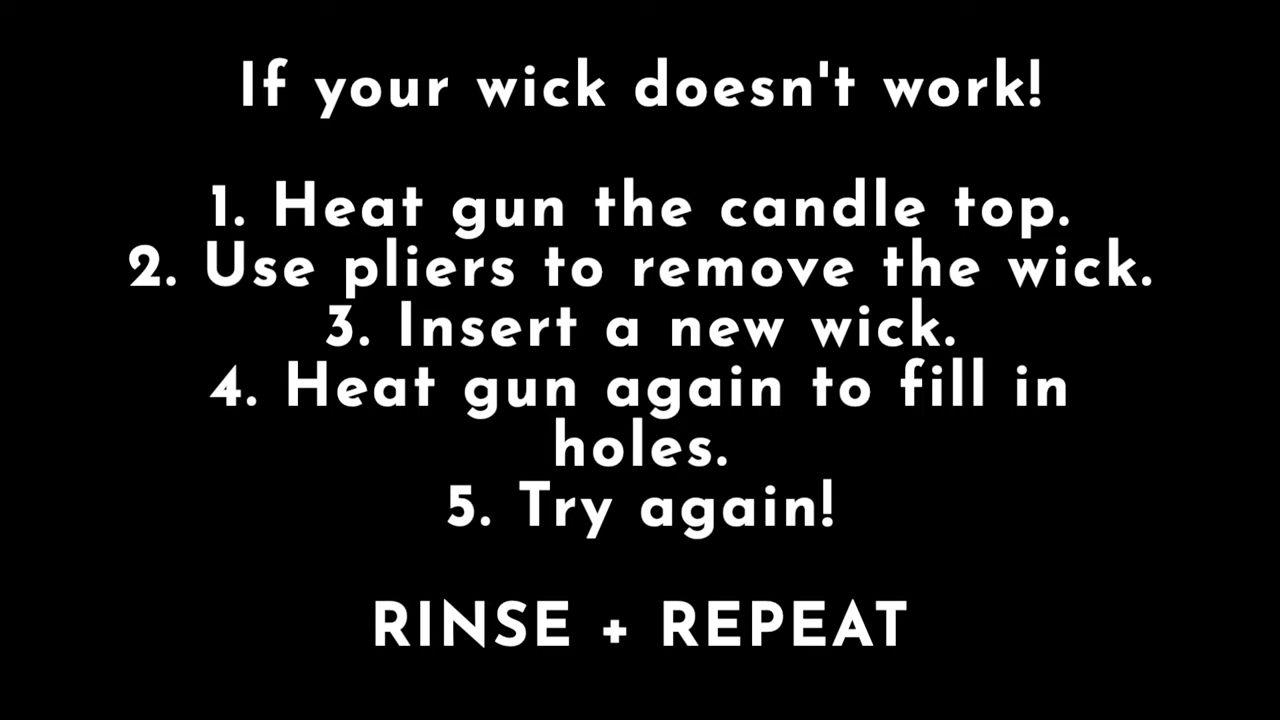 If your wick doesn't work!
1. Heat gun the candle top.
2. Use pliers to remove the wick.
3. Insert a new wick.
4. Heat gun again to fill in
holes.
5. Try again!
RINSE + REPEAT